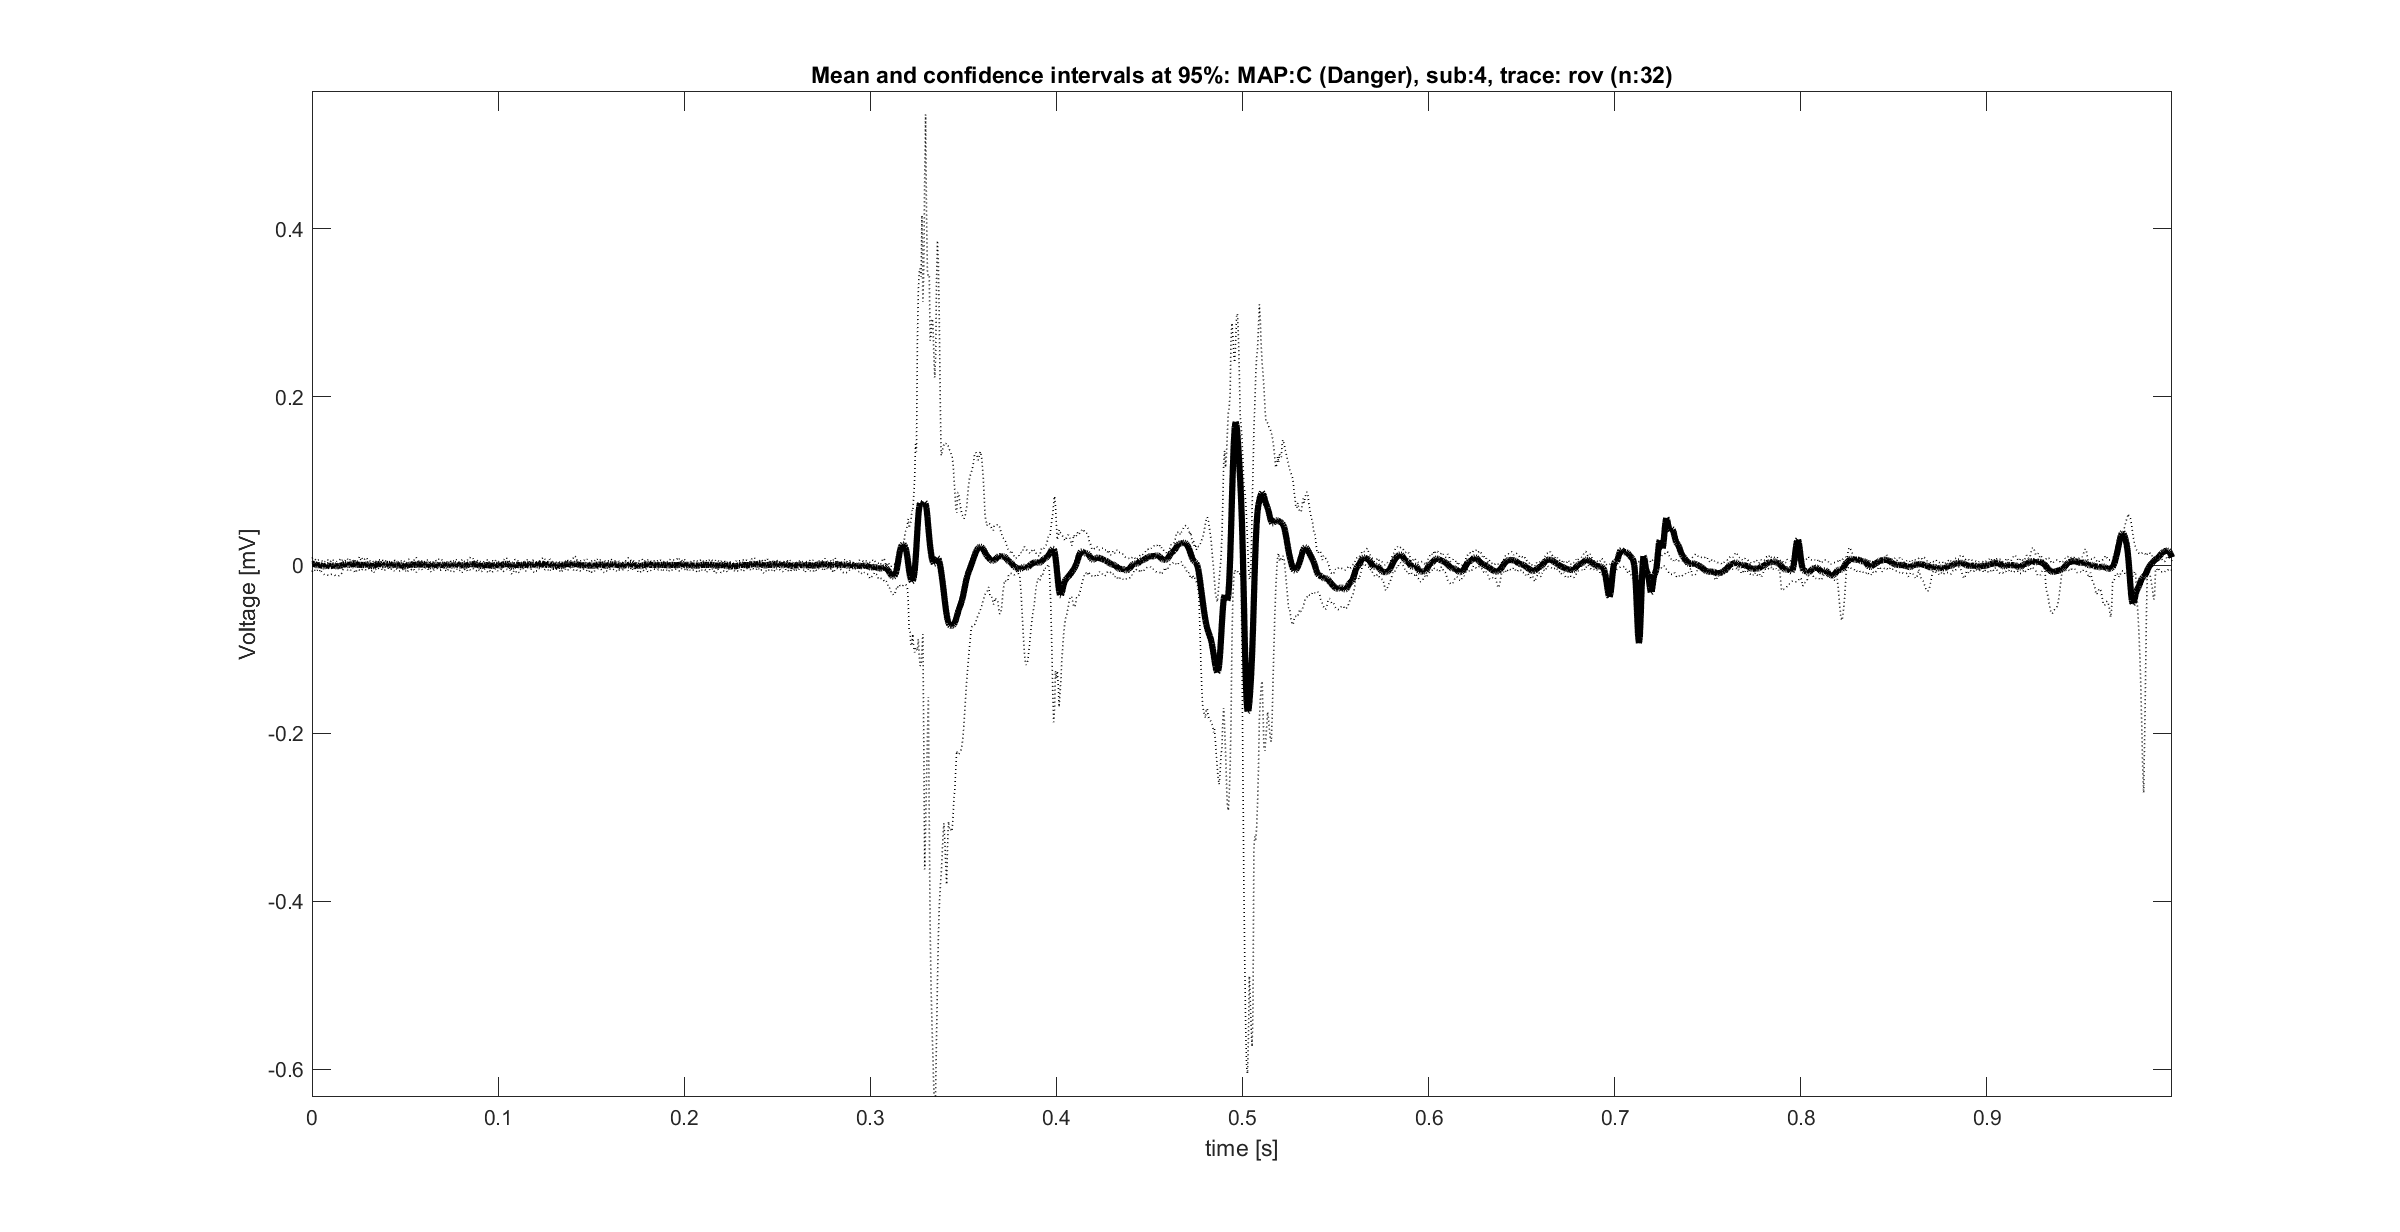 Mean and confidence intervals at 95%: MAP:C (Danger), sub:4, trace: rov (n:32)
Voltage [mV]
0.4
0.2
0
-0.2
-0.4
-0.6
0 0.1 0.2 0.3 0.4 0.5 0.6 0.7 0.8 0.9
time [s]